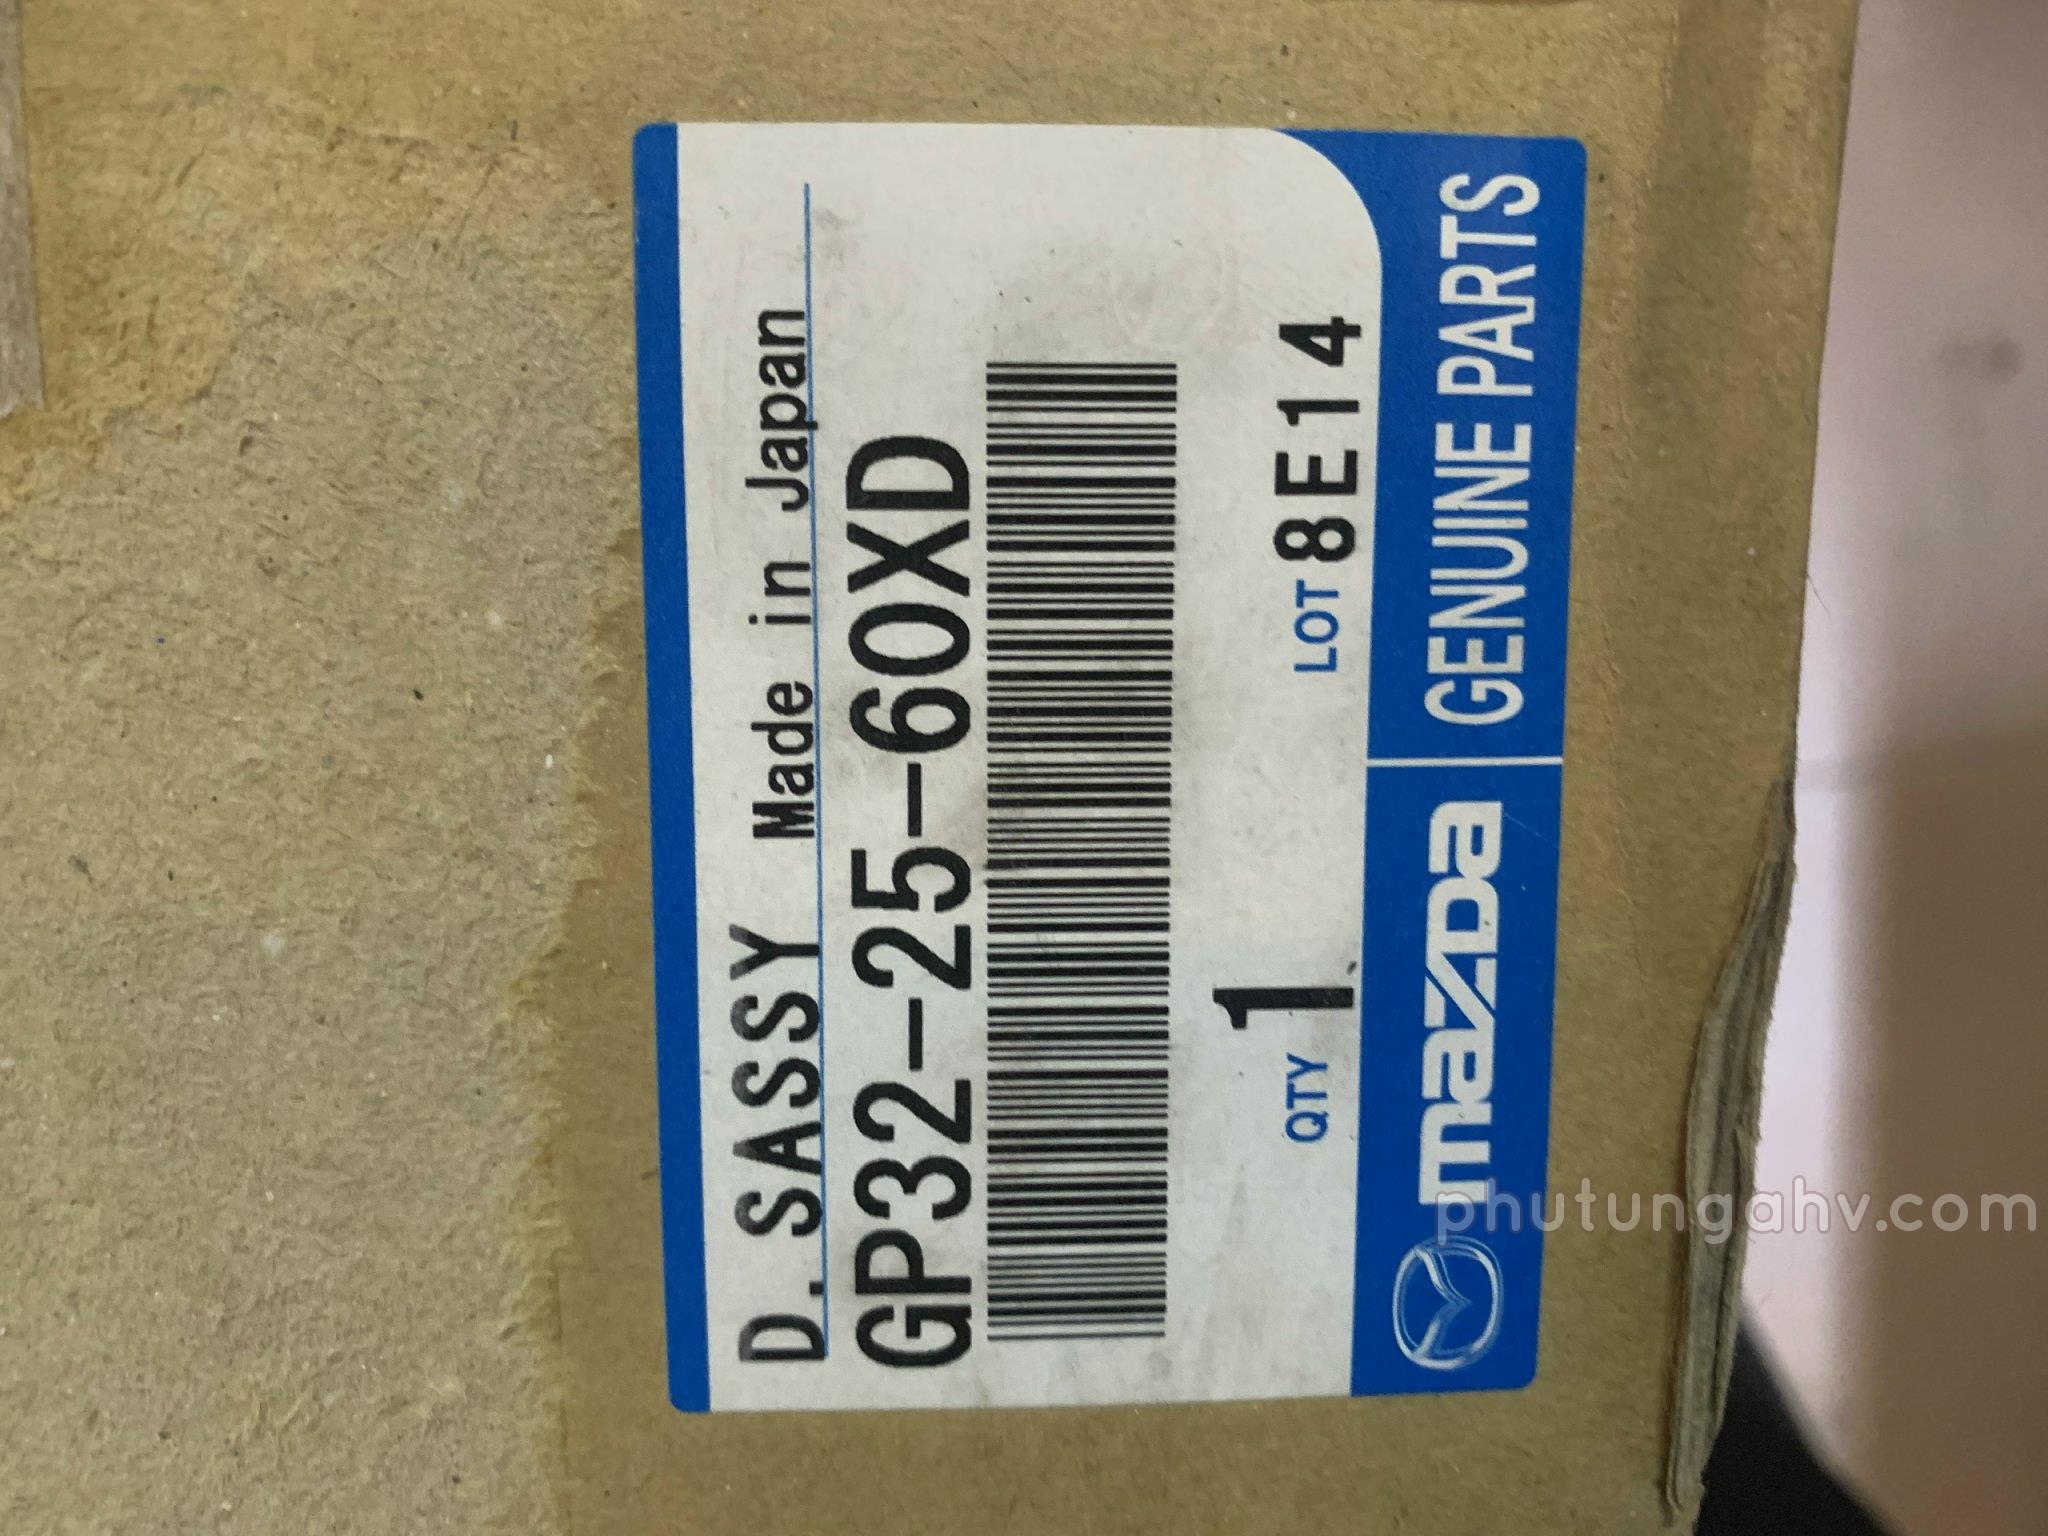 D. SASSY Made in Japan
GP32-25-60XD
QTY 1 LOT 8E14
mazda GENUINE PARTS
phutungahv.com